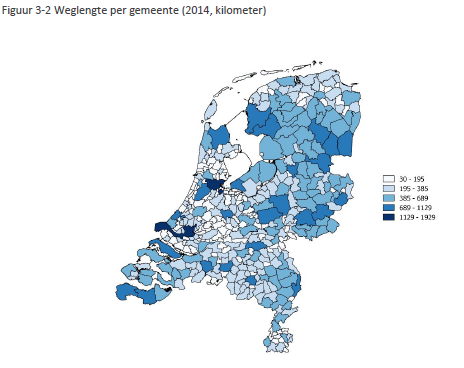 Figuur 3-2 Weglengte per gemeente (2014, kilometer)
30 - 195
195 - 385
385 - 689
689 - 1129
1129 - 1929